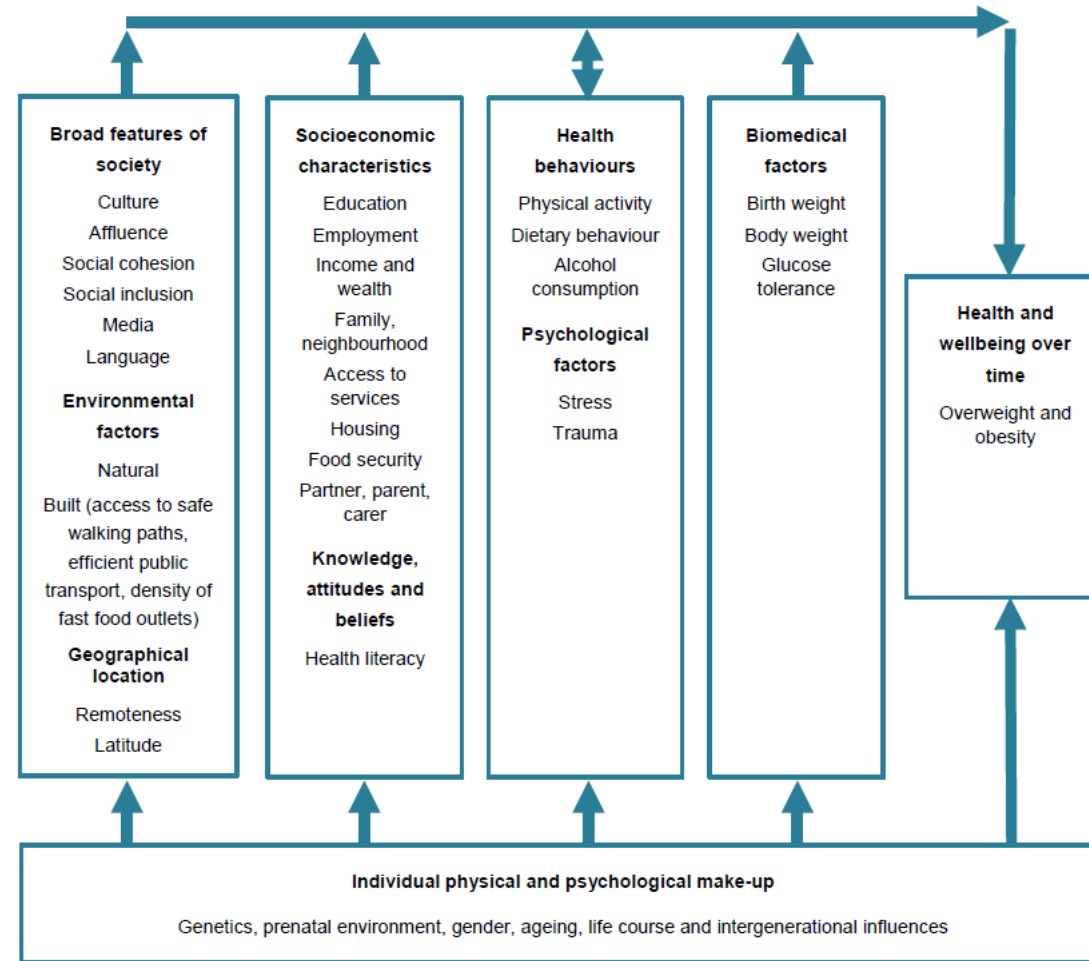 Broad features of
society
Culture
Affluence
Social cohesion
Social inclusion
Media
Language
Environmental
factors
Natural
Built (access to safe
walking paths,
efficient public
transport, density of
fast food outlets)
Geographical
location
Remoteness
Latitude
Socioeconomic
characteristics
Education
Employment
Income and
wealth
Family,
neighbourhood
Access to
services
Housing
Food security
Partner, parent,
carer
Knowledge,
attitudes and
beliefs
Health literacy
Health
behaviours
Physical activity
Dietary behaviour
Alcohol
consumption
Psychological
factors
Stress
Trauma
Biomedical
factors
Birth weight
Body weight
Glucose
tolerance
Health and
wellbeing over
time
Overweight and
obesity
Individual physical and psychological make-up
Genetics, prenatal environment, gender, ageing, life course and intergenerational influences